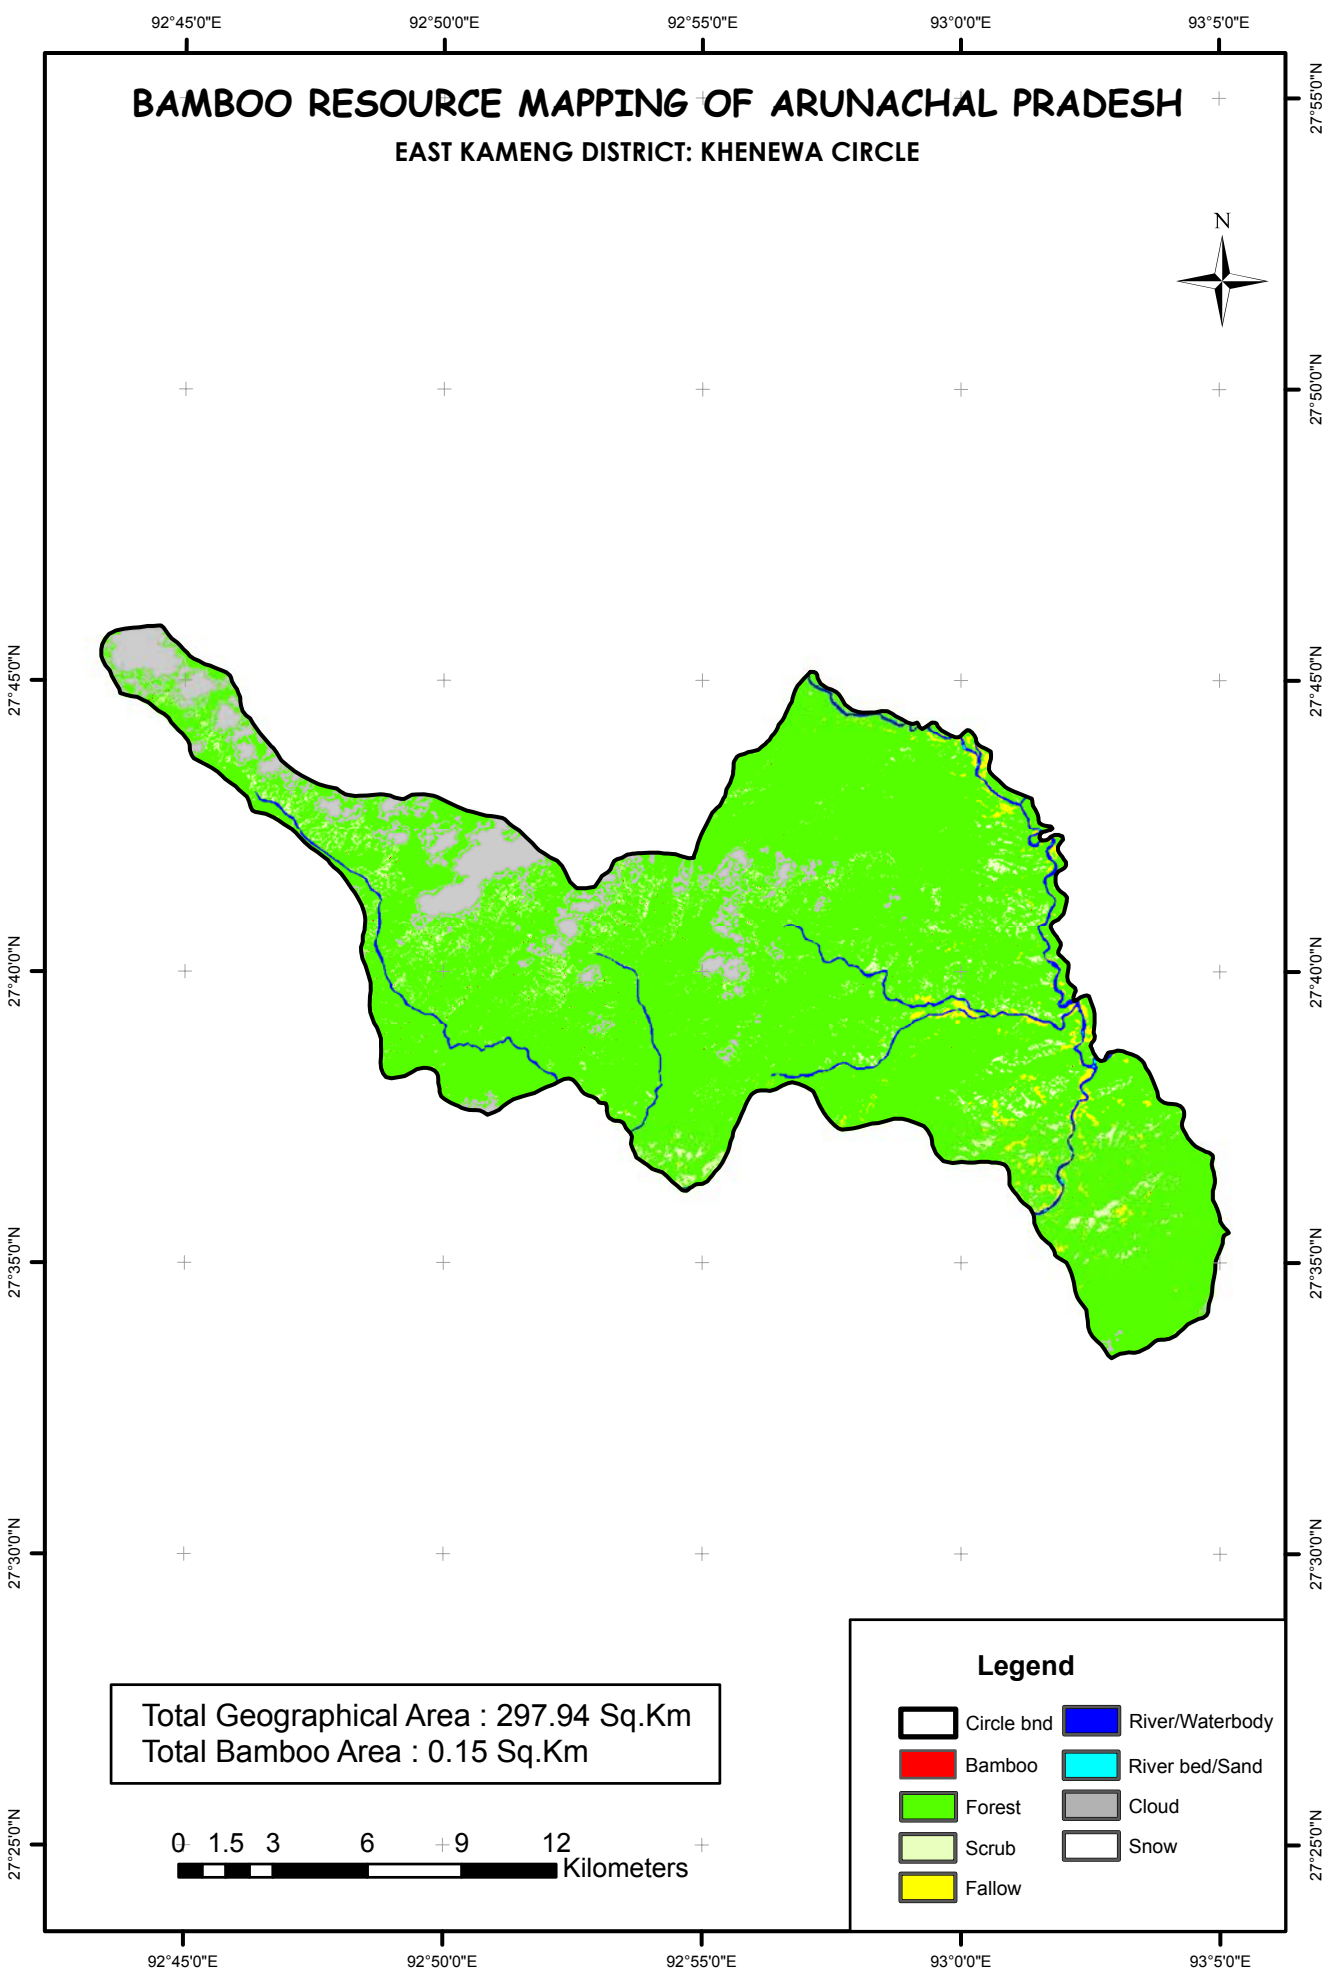 92°45'0"E 92°50'0"E 92°55'0"E 93°0'0"E 93°5'0"E
BAMBOO RESOURCE MAPPING OF ARUNACHAL PRADESH
EAST KAMENG DISTRICT: KHENEWA CIRCLE
N
27°55'0"N
27°50'0"N
27°45'0"N 27°45'0"N
27°40'0"N 27°40'0"N
27°35'0"N 27°35'0"N
27°30'0"N 27°30'0"N
27°25'0"N 27°25'0"N
Total Geographical Area : 297.94 Sq.Km
Total Bamboo Area : 0.15 Sq.Km
0 1.5 3 6 9 12
Kilometers
Legend
Circle bnd
Bamboo
Forest
Scrub
Fallow
River/Waterbody
River bed/Sand
Cloud
Snow
92°45'0"E 92°50'0"E 92°55'0"E 93°0'0"E 93°5'0"E